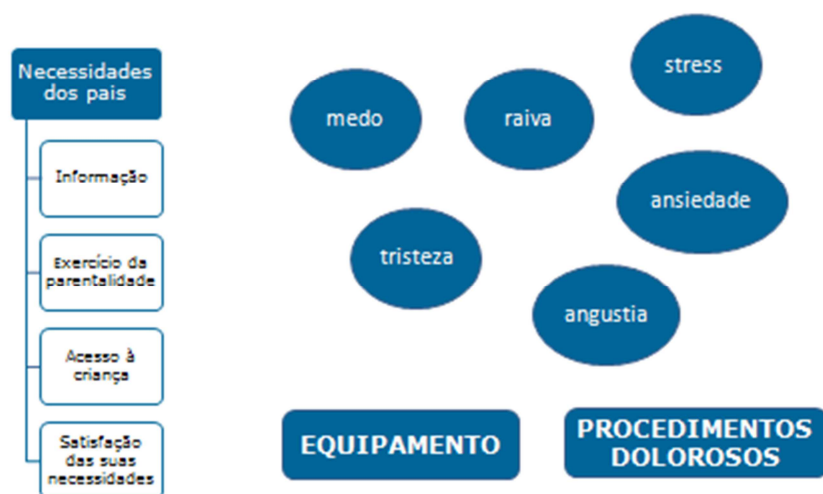 Necessidades
dos pais
Informação
Exercício da
parentalidade
Acesso à
criança
Satisfação
das suas
necessidades
medo
raiva
stress
ansiedade
tristeza
angustia
EQUIPAMENTO
PROCEDIMENTOS
DOLOROSOS